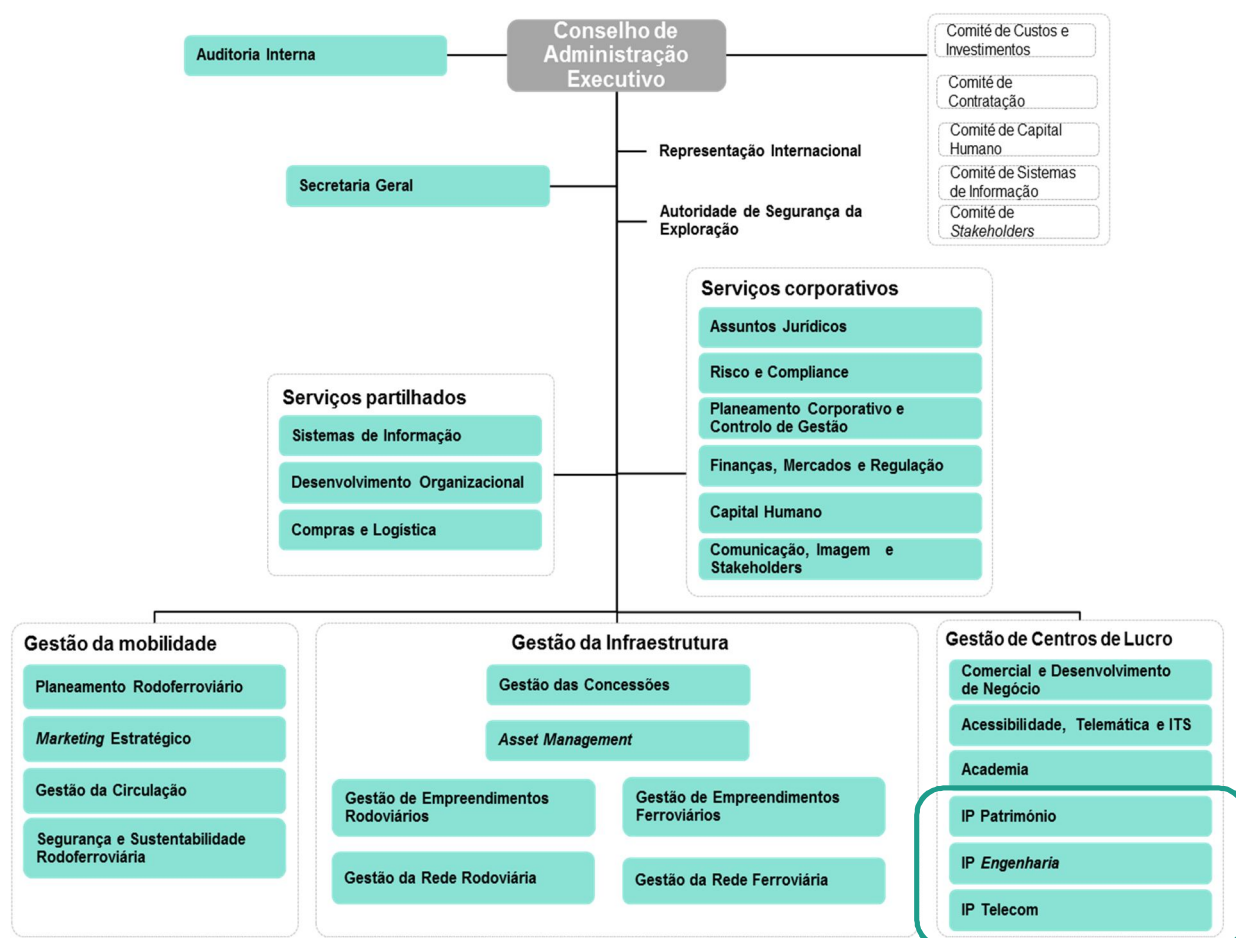 Conselho de
Administração
Executivo
Auditoria Interna
Comité de Custos e
Investimentos
Comité de
Contratação
Comité de Capital
Humano
Comité de Sistemas
de Informação
Comité de
Stakeholders
Representação Internacional
Secretaria Geral
Autoridade de Segurança da
Exploração
Serviços corporativos
Assuntos Jurídicos
Risco e Compliance
Planeamento Corporativo e
Controlo de Gestão
Finanças, Mercados e Regulação
Capital Humano
Comunicação, Imagem e
Stakeholders
Serviços partilhados
Sistemas de Informação
Desenvolvimento Organizacional
Compras e Logística
Gestão da mobilidade
Planeamento Rodoferroviário
Marketing Estratégico
Gestão da Circulação
Segurança e Sustentabilidade
Rodoferroviária
Gestão da Infraestrutura
Gestão das Concessões
Asset Management
Gestão de Empreendimentos
Rodoviários
Gestão de Empreendimentos
Ferroviários
Gestão da Rede Rodoviária
Gestão da Rede Ferroviária
Gestão de Centros de Lucro
Comercial e Desenvolvimento
de Negócio
Acessibilidade, Telemática e ITS
Academia
IP Património
IP Engenharia
IP Telecom